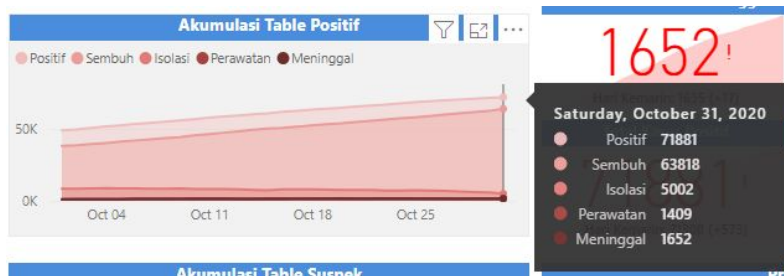 Akumulasi Table Positif
Positif Sembuh Isolasi Perawatan Meninggal
50K
0K
Oct 04 Oct 11 Oct 18 Oct 25
1652!
Saturday, October 31, 2020
Positif 71881
Sembuh 63818
Isolasi 5002
Perawatan 1409
Meninggal 1652
Akumulasi Table Suspek